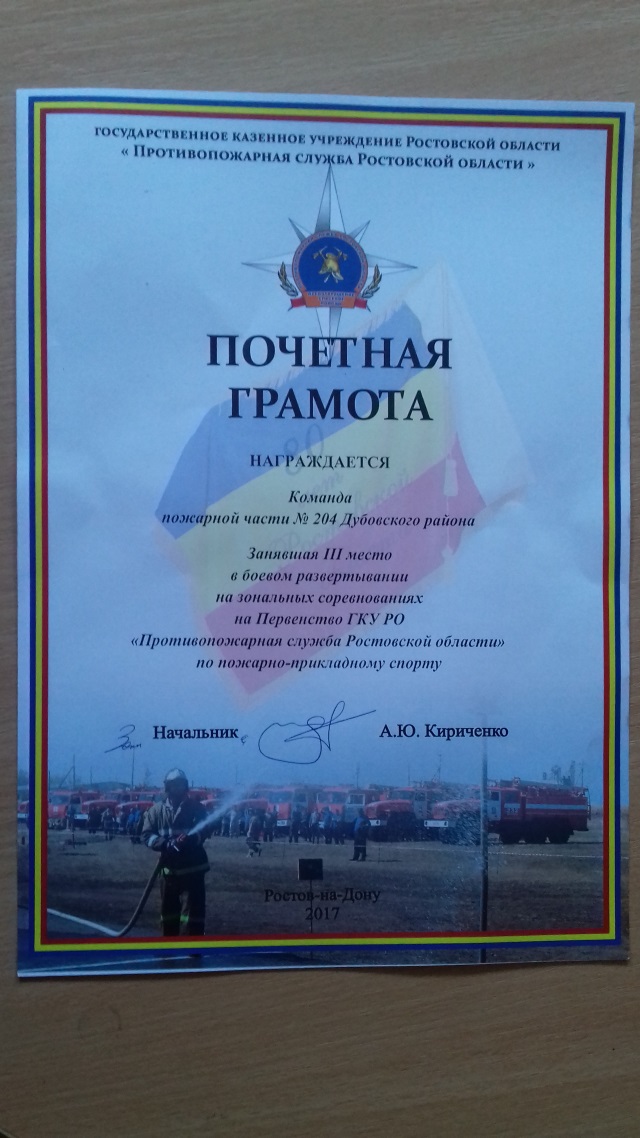 ГОСУДАРСТВЕННОЕ КАЗЕННОЕ УЧРЕЖДЕНИЕ РОСТОВСКОЙ ОБЛАСТИ
« ПРОТИВОПОЖАРНАЯ СЛУЖБА РОСТОВСКОЙ ОБЛАСТИ »
ПОЧЕТНАЯ
ГРАМОТА
НАГРАЖДАЕТСЯ
80
Команда
пожарной части № 204 Дубовского района
Занявшая III место
в боевом развертывании
на зональных соревнованиях
на Первенство ГКУ РО
«Противопожарная служба Ростовской области»
по пожарно-прикладному спорту
Начальник
А.Ю. Кириченко
Ростов-на-Дону
2017